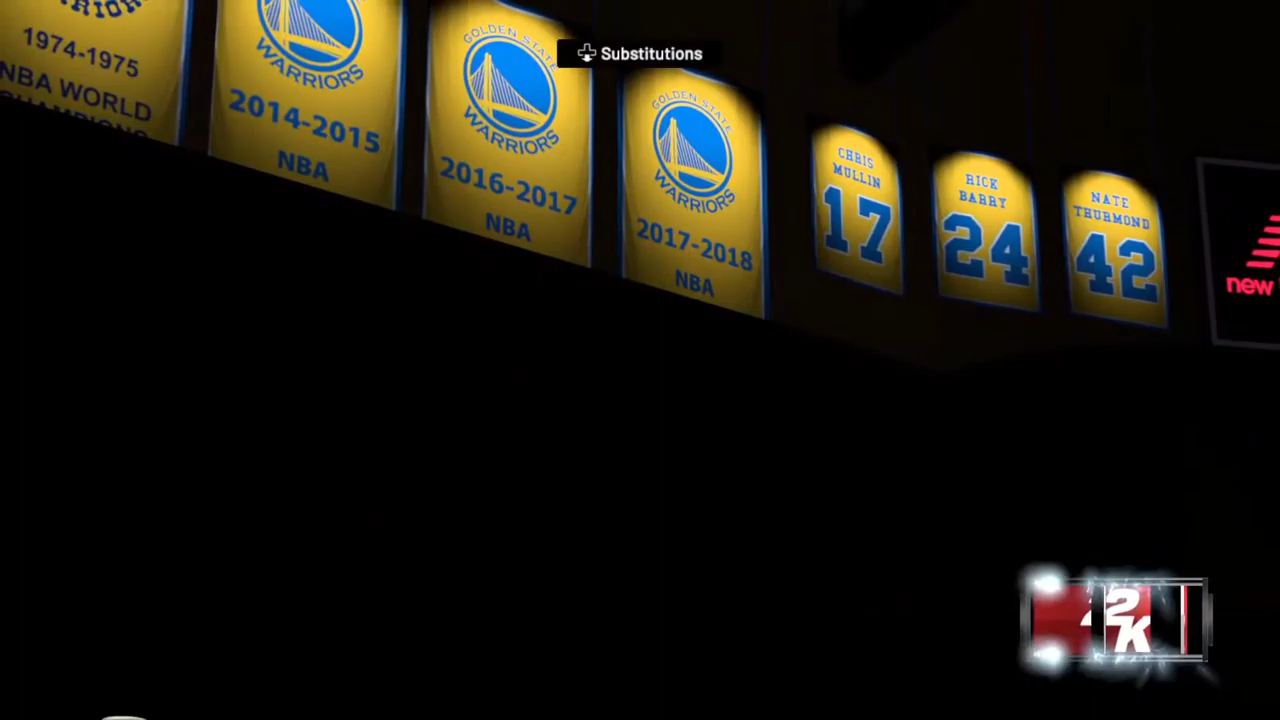 Substitutions
1974-1975
NBA WORLD
CHAMPIONS
WARRIORS
2014-2015
NBA
GOLDEN STATE
WARRIORS
2016-2017
NBA
GOLDEN STATE
WARRIORS
2017-2018
NBA
CHRIS
MULLIN
17
RICK
BARRY
24
NATE
THURMOND
42
new
2K